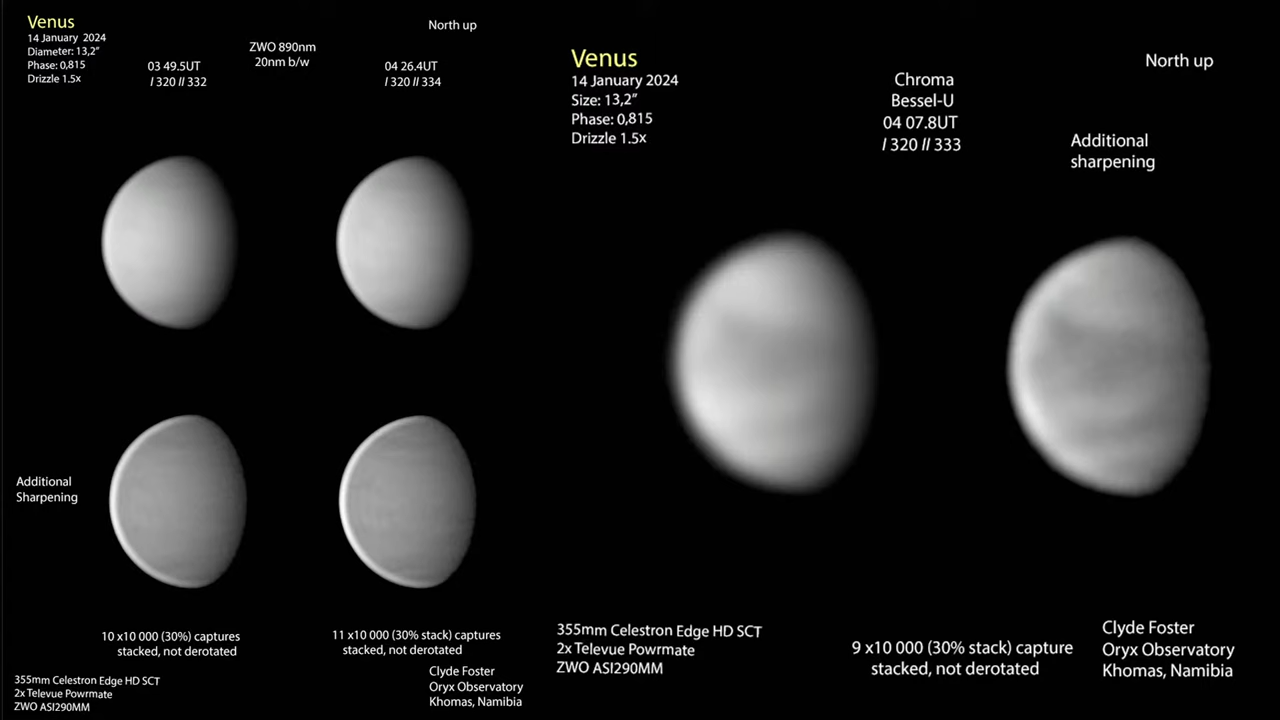 Venus
14 January 2024
Diameter: 13,2"
Phase: 0,815
Drizzle 1.5x
03 49.5UT
I 320 II 332
ZWO 890nm
20nm b/w
North up
04 26.4UT
I 320 II 334
Additional
Sharpening
10 x10 000 (30%) captures
stacked, not derotated
11 x10 000 (30% stack) captures
stacked, not derotated
355mm Celestron Edge HD SCT
2x Televue Powrmate
ZWO ASI290MM
Clyde Foster
Oryx Observatory
Khomas, Namibia
Venus
14 January 2024
Size: 13,2"
Phase: 0,815
Drizzle 1.5x
Chroma
Bessel-U
04 07.8UT
I 320 II 333
North up
Additional
sharpening
355mm Celestron Edge HD SCT
2x Televue Powrmate
ZWO ASI290MM
9 x10 000 (30% stack) capture
stacked, not derotated
Clyde Foster
Oryx Observatory
Khomas, Namibia